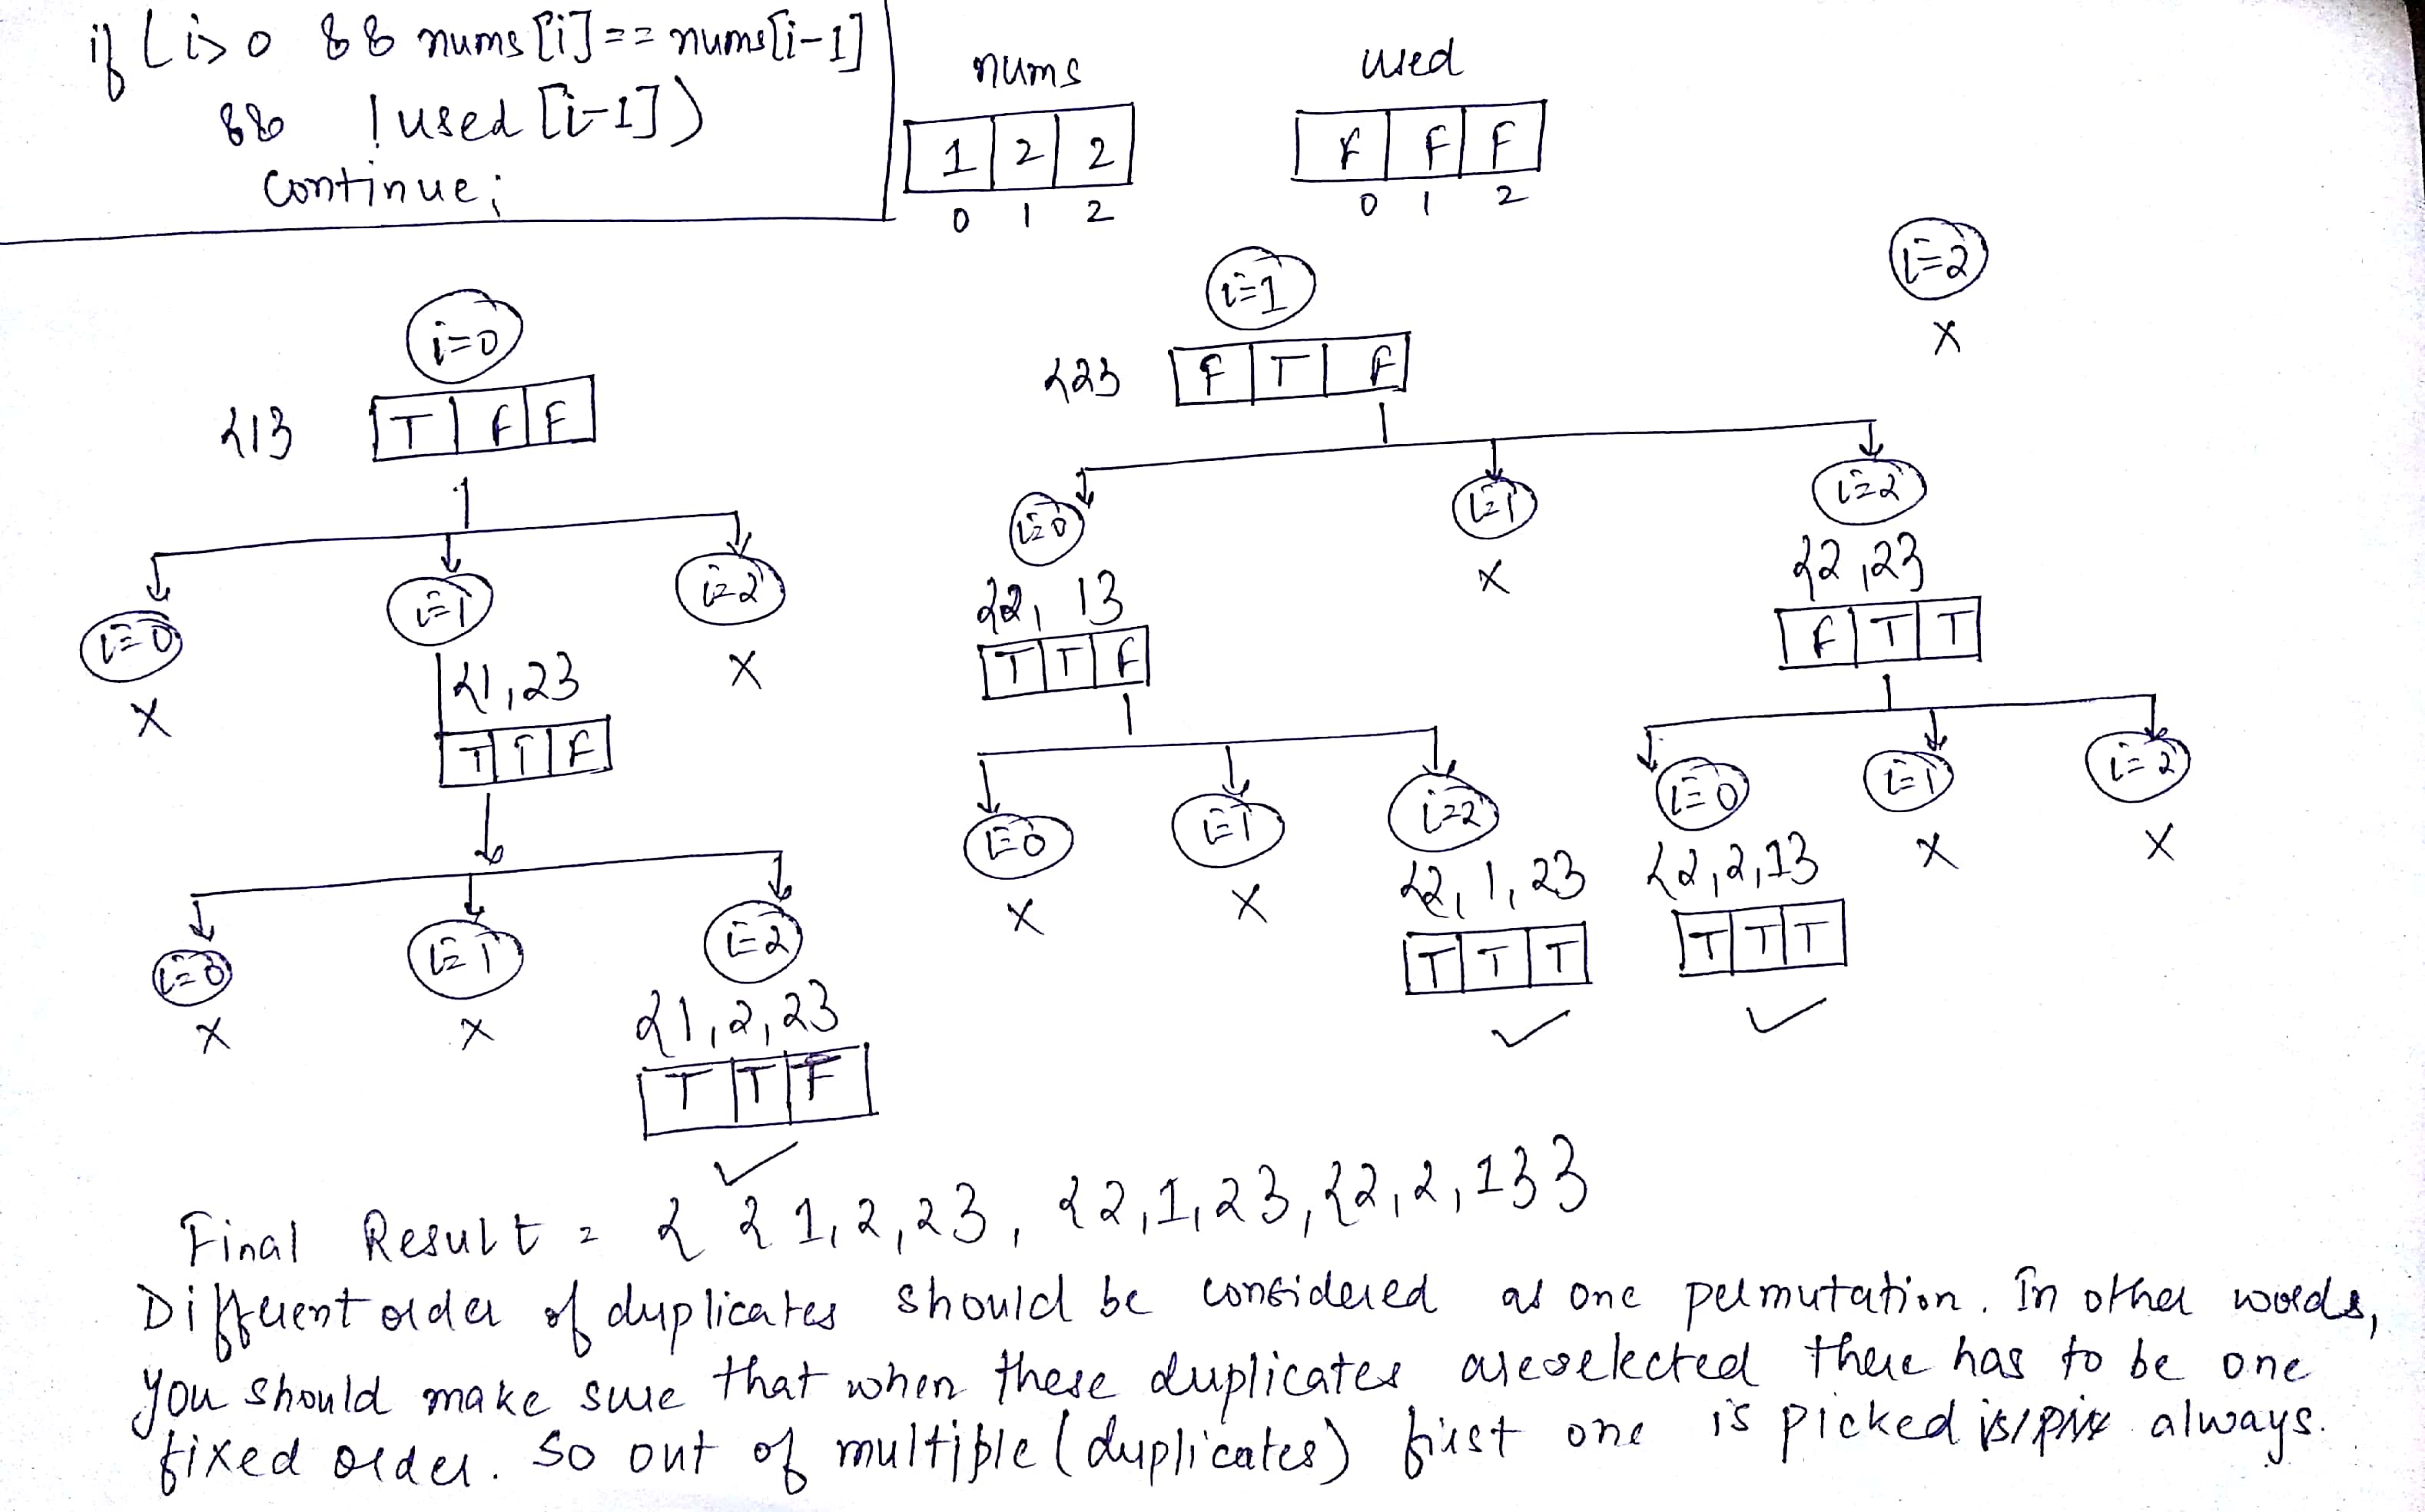 if (i>0 && nums[i]==nums[i-1]
&& !used[i-1])
continue;
nums
1 2 2
0 1 2
used
F F F
0 1 2
i=0
{1}
T F F
i=0
X
i=1
{1,2}
T T F
i=2
X
i=0
X
i=1
X
i=2
{1,2,2}
T T F
✓
i=1
{2}
F T F
i=0
{2, 1}
T T F
i=0
X
i=1
X
i=2
{2,1,2}
T T T
✓
i=1
X
i=2
{2,2}
F T T
i=0
{2,2,1}
T T T
✓
i=1
X
i=2
X
i=2
X
Final Result = { {1,2,2}, {2,1,2}, {2,2,1}}
Different order of duplicates should be considered as one permutation. In other words,
you should make sure that when these duplicates are selected there has to be one
fixed order. So out of multiple (duplicates) first one is picked always.